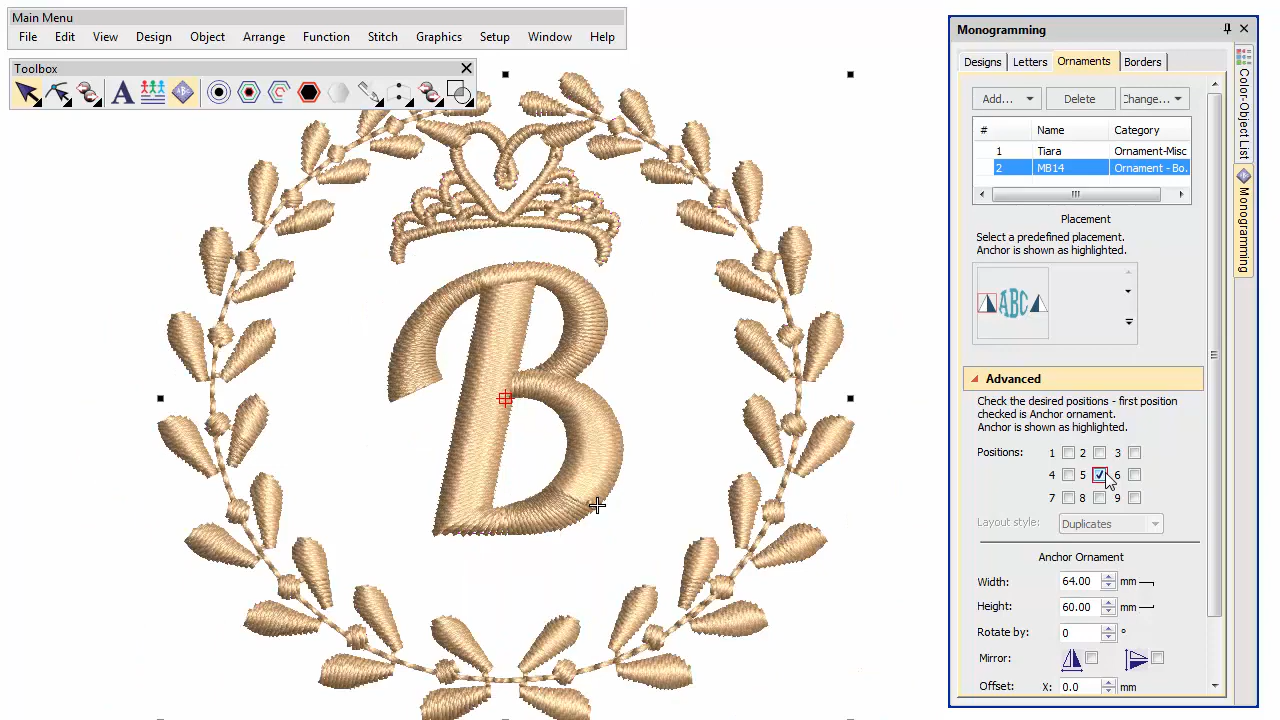 Main Menu
File Edit View Design Object Arrange Function Stitch Graphics Setup Window Help
Toolbox
A
ABC
B
Monogramming
Designs Letters Ornaments Borders
Add... Delete Change...
# Name Category
1 Tiara Ornament-Misc
2 MB14 Ornament - Bo.
Placement
Select a predefined placement.
Anchor is shown as highlighted.
ABC
Advanced
Check the desired positions - first position
checked is Anchor ornament.
Anchor is shown as highlighted.
Positions: 1 2 3
4 5 6
7 8 9
Layout style: Duplicates
Anchor Ornament
Width: 64.00 mm
Height: 60.00 mm
Rotate by: 0 °
Mirror:
Offset: X: 0.0 mm
Color-Object List
Monogramming